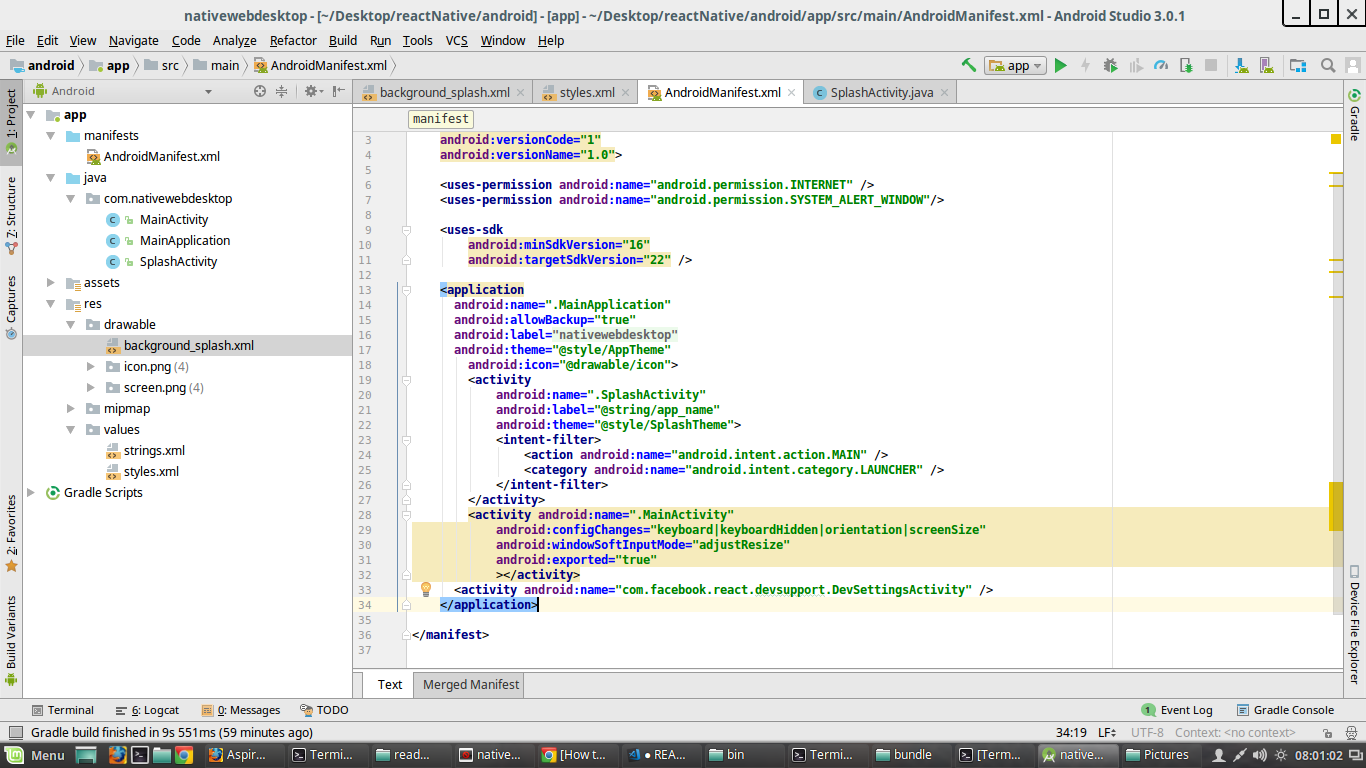 nativewebdesktop - [~/Desktop/reactNative/android] - [app] - ~/Desktop/reactNative/android/app/src/main/AndroidManifest.xml - Android Studio 3.0.1
File Edit View Navigate Code Analyze Refactor Build Run Tools VCS Window Help
android app src main AndroidManifest.xml app
1: Project
7: Structure
Captures
2: Favorites
Build Variants
Android
app
manifests
AndroidManifest.xml
java
com.nativewebdesktop
MainActivity
MainApplication
SplashActivity
assets
res
drawable
background_splash.xml
icon.png (4)
screen.png (4)
mipmap
values
strings.xml
styles.xml
Gradle Scripts
background_splash.xml styles.xml AndroidManifest.xml SplashActivity.java
manifest
3 android:versionCode="1"
4 android:versionName="1.0">
5
6 <uses-permission android:name="android.permission.INTERNET" />
7 <uses-permission android:name="android.permission.SYSTEM_ALERT_WINDOW"/>
8
9 <uses-sdk
10 android:minSdkVersion="16"
11 android:targetSdkVersion="22" />
12
13 <application
14 android:name=".MainApplication"
15 android:allowBackup="true"
16 android:label="nativewebdesktop"
17 android:theme="@style/AppTheme"
18 android:icon="@drawable/icon">
19 <activity
20 android:name=".SplashActivity"
21 android:label="@string/app_name"
22 android:theme="@style/SplashTheme">
23 <intent-filter>
24 <action android:name="android.intent.action.MAIN" />
25 <category android:name="android.intent.category.LAUNCHER" />
26 </intent-filter>
27 </activity>
28 <activity android:name=".MainActivity"
29 android:configChanges="keyboard|keyboardHidden|orientation|screenSize"
30 android:windowSoftInputMode="adjustResize"
31 android:exported="true"
32 ></activity>
33 <activity android:name="com.facebook.react.devsupport.DevSettingsActivity" />
34 </application>
35
36 </manifest>
37
Text Merged Manifest
Gradle
Device File Explorer
Terminal 6: Logcat 0: Messages TODO 1 Event Log Gradle Console
Gradle build finished in 9s 551ms (59 minutes ago) 34:19 LF UTF-8 Context: <no context>
Menu Aspir... Termi... read... native... [How t... ● REA... bin Termi... bundle [Term... native... Pictures 08:01:02